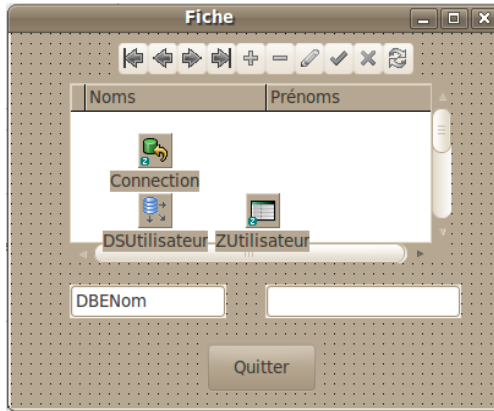 Fiche
Noms Prénoms
Connection
DSUtilisateur ZUtilisateur
DBENom
Quitter